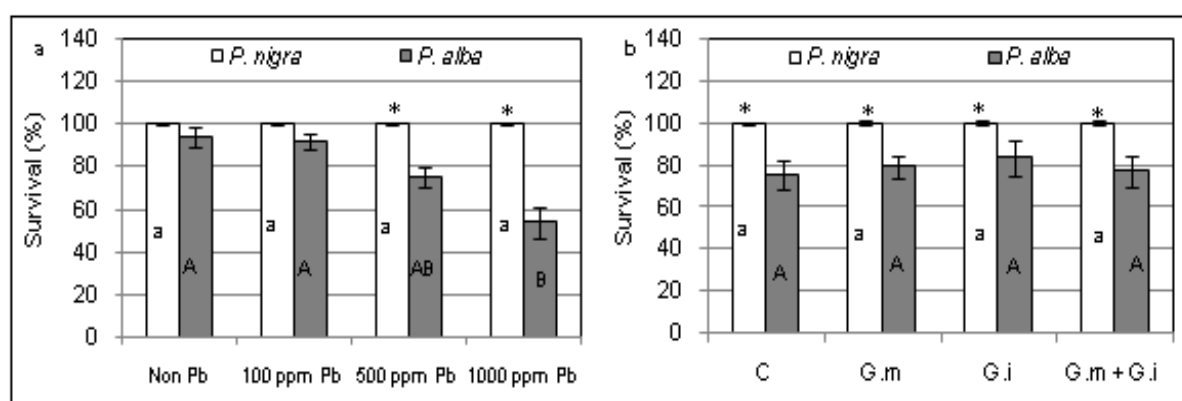 a
P. nigra
P. alba
Survival (%)
140
120
100
80
60
40
20
0
* *
a a a a
A A AB B
Non Pb 100 ppm Pb 500 ppm Pb 1000 ppm Pb
b
P. nigra
P. alba
Survival (%)
140
120
100
80
60
40
20
0
* * * *
a a a a
A A A A
C G.m G.i G.m + G.i